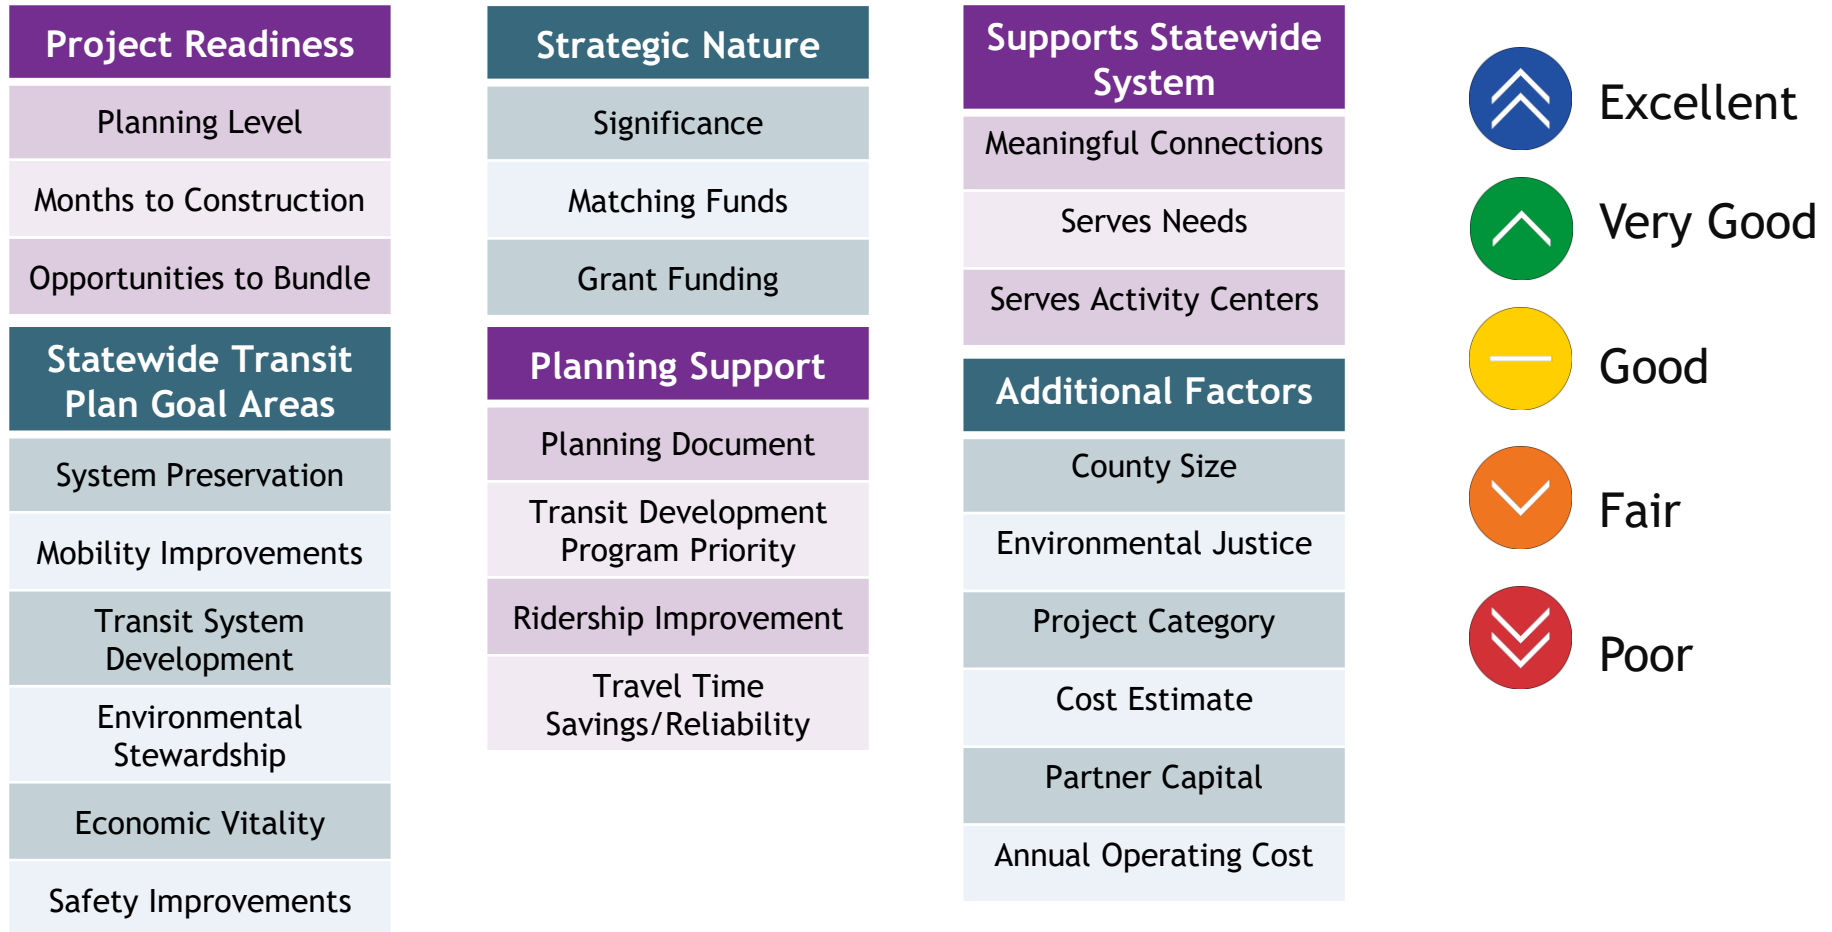 Project Readiness
Planning Level
Months to Construction
Opportunities to Bundle
Statewide Transit
Plan Goal Areas
System Preservation
Mobility Improvements
Transit System
Development
Environmental
Stewardship
Economic Vitality
Safety Improvements
Strategic Nature
Significance
Matching Funds
Grant Funding
Planning Support
Planning Document
Transit Development
Program Priority
Ridership Improvement
Travel Time
Savings/Reliability
Supports Statewide
System
Meaningful Connections
Serves Needs
Serves Activity Centers
Additional Factors
County Size
Environmental Justice
Project Category
Cost Estimate
Partner Capital
Annual Operating Cost
Excellent
Very Good
Good
Fair
Poor